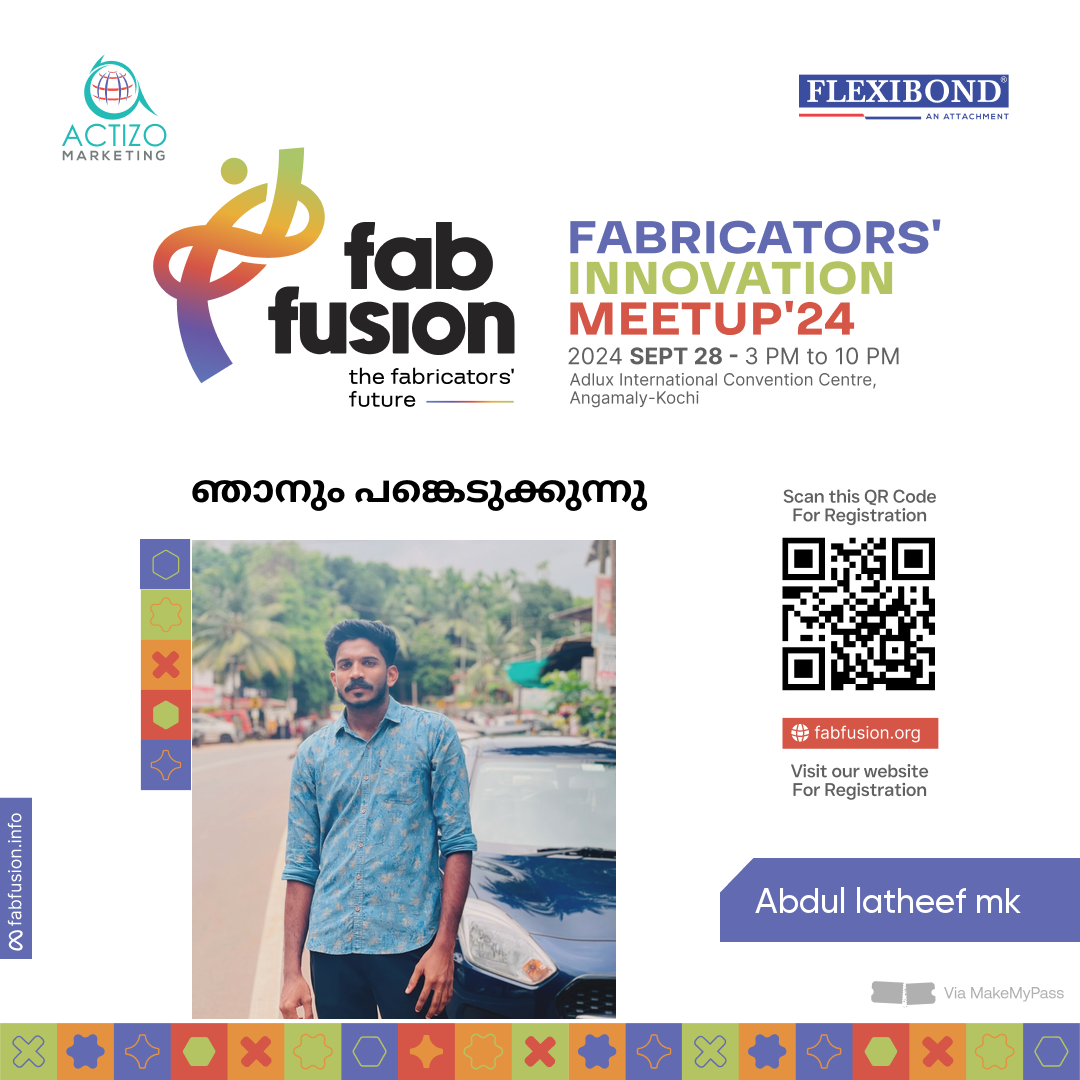 ACTIZO
MARKETING
FLEXIBOND®
AN ATTACHMENT
fab
fusion
the fabricators'
future
FABRICATORS'
INNOVATION
MEETUP'24
2024 SEPT 28 - 3 PM to 10 PM
Adlux International Convention Centre,
Angamaly-Kochi
ഞാനും പങ്കെടുക്കുന്നു
Scan this QR Code
For Registration
fabfusion.org
Visit our website
For Registration
fabfusion.info
Abdul latheef mk
Via MakeMyPass